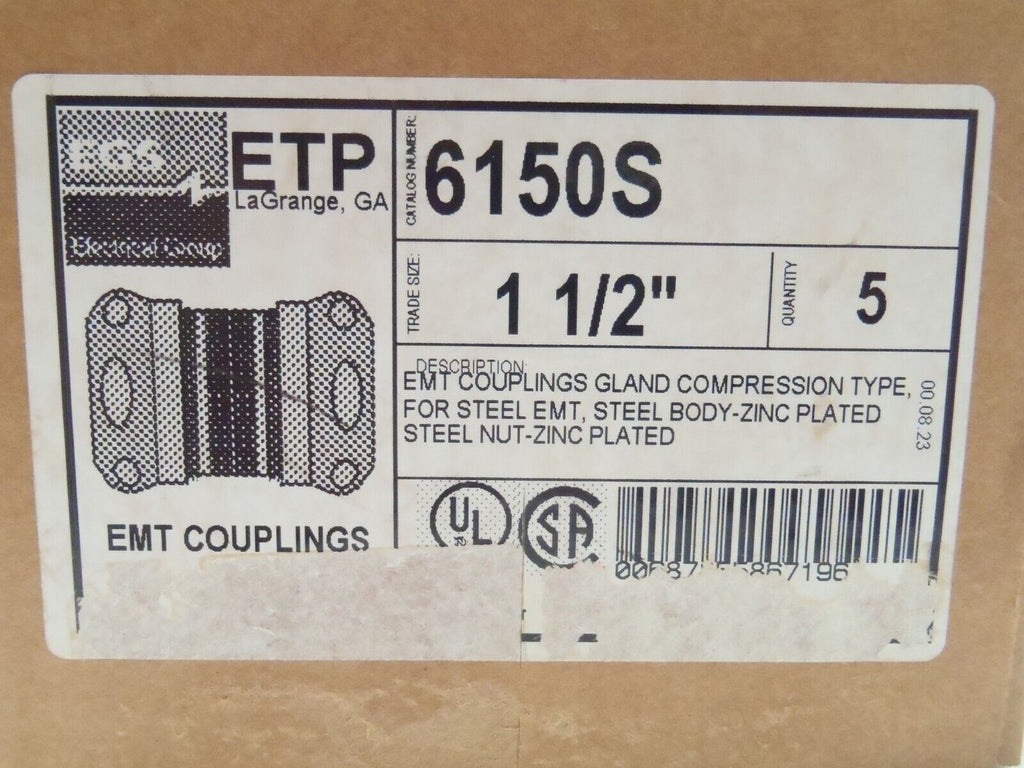 EGS
Electrical Group
ETP
LaGrange, GA
CATALOG NUMBER:
6150S
TRADE SIZE:
1 1/2"
QUANTITY
5
DESCRIPTION:
EMT COUPLINGS GLAND COMPRESSION TYPE,
FOR STEEL EMT, STEEL BODY-ZINC PLATED
STEEL NUT-ZINC PLATED
00.08.23
EMT COUPLINGS
UL
SA